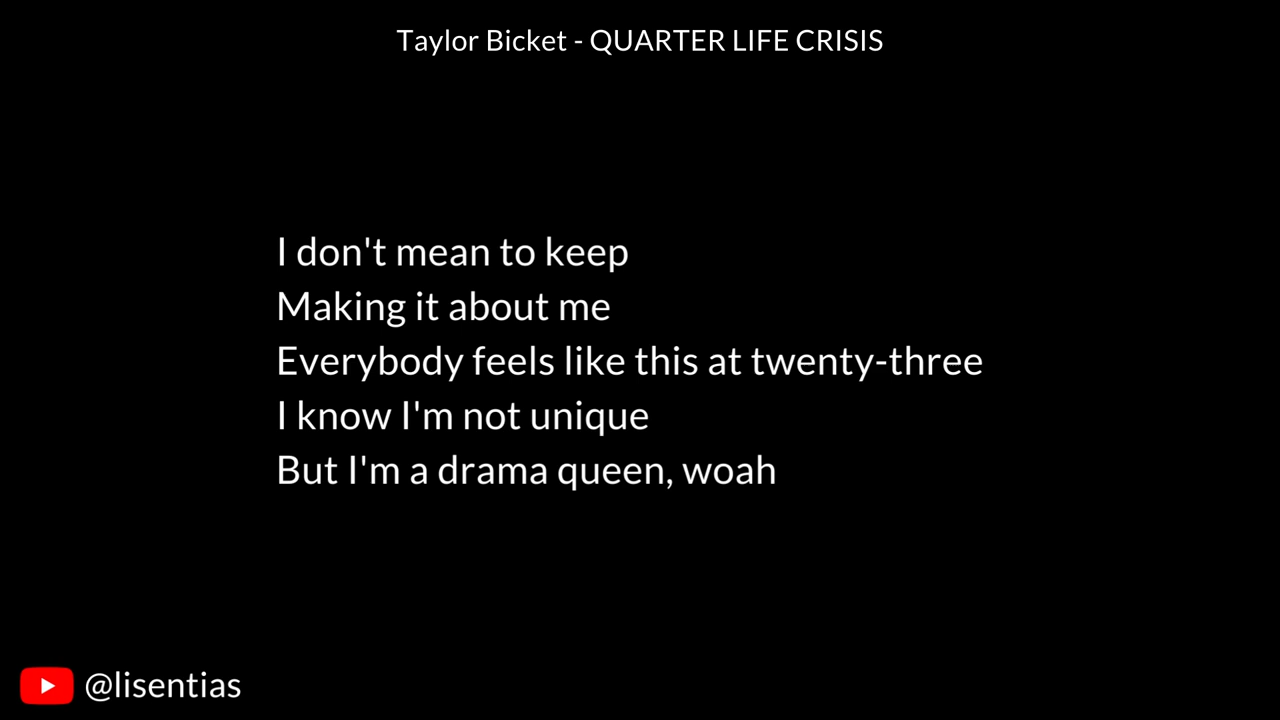 Taylor Bicket - QUARTER LIFE CRISIS
I don't mean to keep
Making it about me
Everybody feels like this at twenty-three
I know I'm not unique
But I'm a drama queen, woah
@lisentias